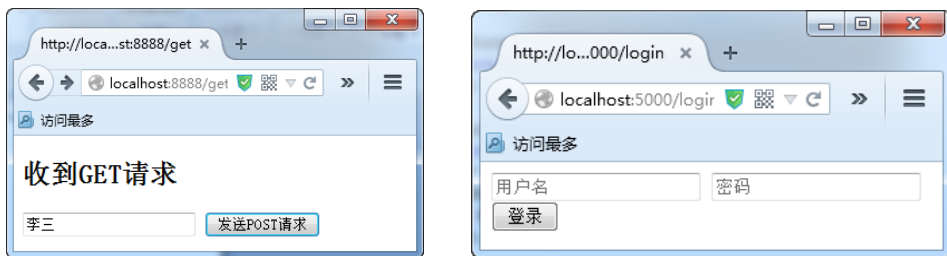 http://loca...st:8888/get
localhost:8888/get
访问最多
收到GET请求
李三
发送POST请求
http://lo...000/login
localhost:5000/login
访问最多
用户名
密码
登录